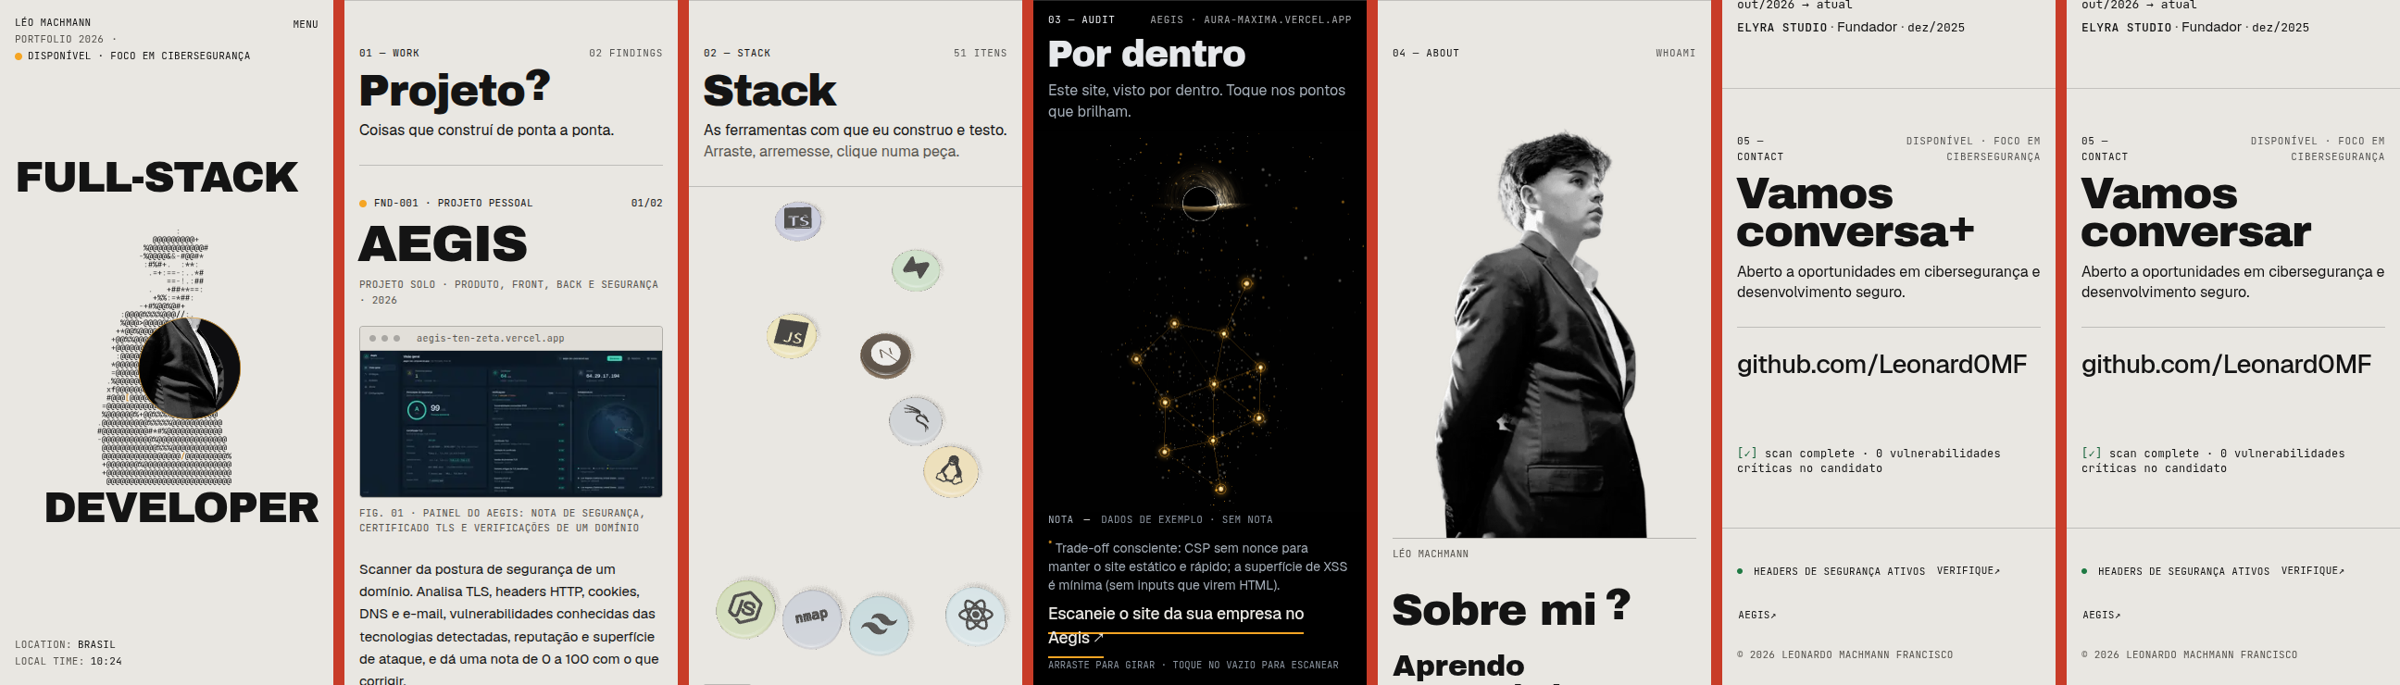 LÉO MACHMANN
MENU
PORTFOLIO 2026 ·
DISPONÍVEL · FOCO EM CIBERSEGURANÇA
FULL-STACK
DEVELOPER
LOCATION: BRASIL
LOCAL TIME: 10:24
01 — WORK
02 FINDINGS
Projeto?
Coisas que construí de ponta a ponta.
FND-001 · PROJETO PESSOAL
01/02
AEGIS
PROJETO SOLO · PRODUTO, FRONT, BACK E SEGURANÇA
· 2026
aegis-ten-zeta.vercel.app
FIG. 01 · PAINEL DO AEGIS: NOTA DE SEGURANÇA,
CERTIFICADO TLS E VERIFICAÇÕES DE UM DOMÍNIO
Scanner da postura de segurança de um
domínio. Analisa TLS, headers HTTP, cookies,
DNS e e-mail, vulnerabilidades conhecidas das
tecnologias detectadas, reputação e superfície
de ataque, e dá uma nota de 0 a 100 com o que
corrigir.
02 — STACK
51 ITENS
Stack
As ferramentas com que eu construo e testo.
Arraste, arremesse, clique numa peça.
TS
JS
N
JS
nmap
03 — AUDIT
AEGIS · AURA-MAXIMA.VERCEL.APP
Por dentro
Este site, visto por dentro. Toque nos pontos
que brilham.
NOTA — DADOS DE EXEMPLO · SEM NOTA
* Trade-off consciente: CSP sem nonce para
manter o site estático e rápido; a superfície de XSS
é mínima (sem inputs que virem HTML).
Escaneie o site da sua empresa no
Aegis ↗
ARRASTE PARA GIRAR · TOQUE NO VAZIO PARA ESCANEAR
04 — ABOUT
WHOAMI
LÉO MACHMANN
Sobre mi?
Aprendo
out/2026 → atual
ELYRA STUDIO · Fundador · dez/2025
05 —
CONTACT
DISPONÍVEL · FOCO EM
CIBERSEGURANÇA
Vamos
conversa+
Aberto a oportunidades em cibersegurança e
desenvolvimento seguro.
github.com/Leonard0MF
[✓] scan complete · 0 vulnerabilidades
críticas no candidato
HEADERS DE SEGURANÇA ATIVOS VERIFIQUE↗
AEGIS↗
© 2026 LEONARDO MACHMANN FRANCISCO
out/2026 → atual
ELYRA STUDIO · Fundador · dez/2025
05 —
CONTACT
DISPONÍVEL · FOCO EM
CIBERSEGURANÇA
Vamos
conversar
Aberto a oportunidades em cibersegurança e
desenvolvimento seguro.
github.com/Leonard0MF
[✓] scan complete · 0 vulnerabilidades
críticas no candidato
HEADERS DE SEGURANÇA ATIVOS VERIFIQUE↗
AEGIS↗
© 2026 LEONARDO MACHMANN FRANCISCO